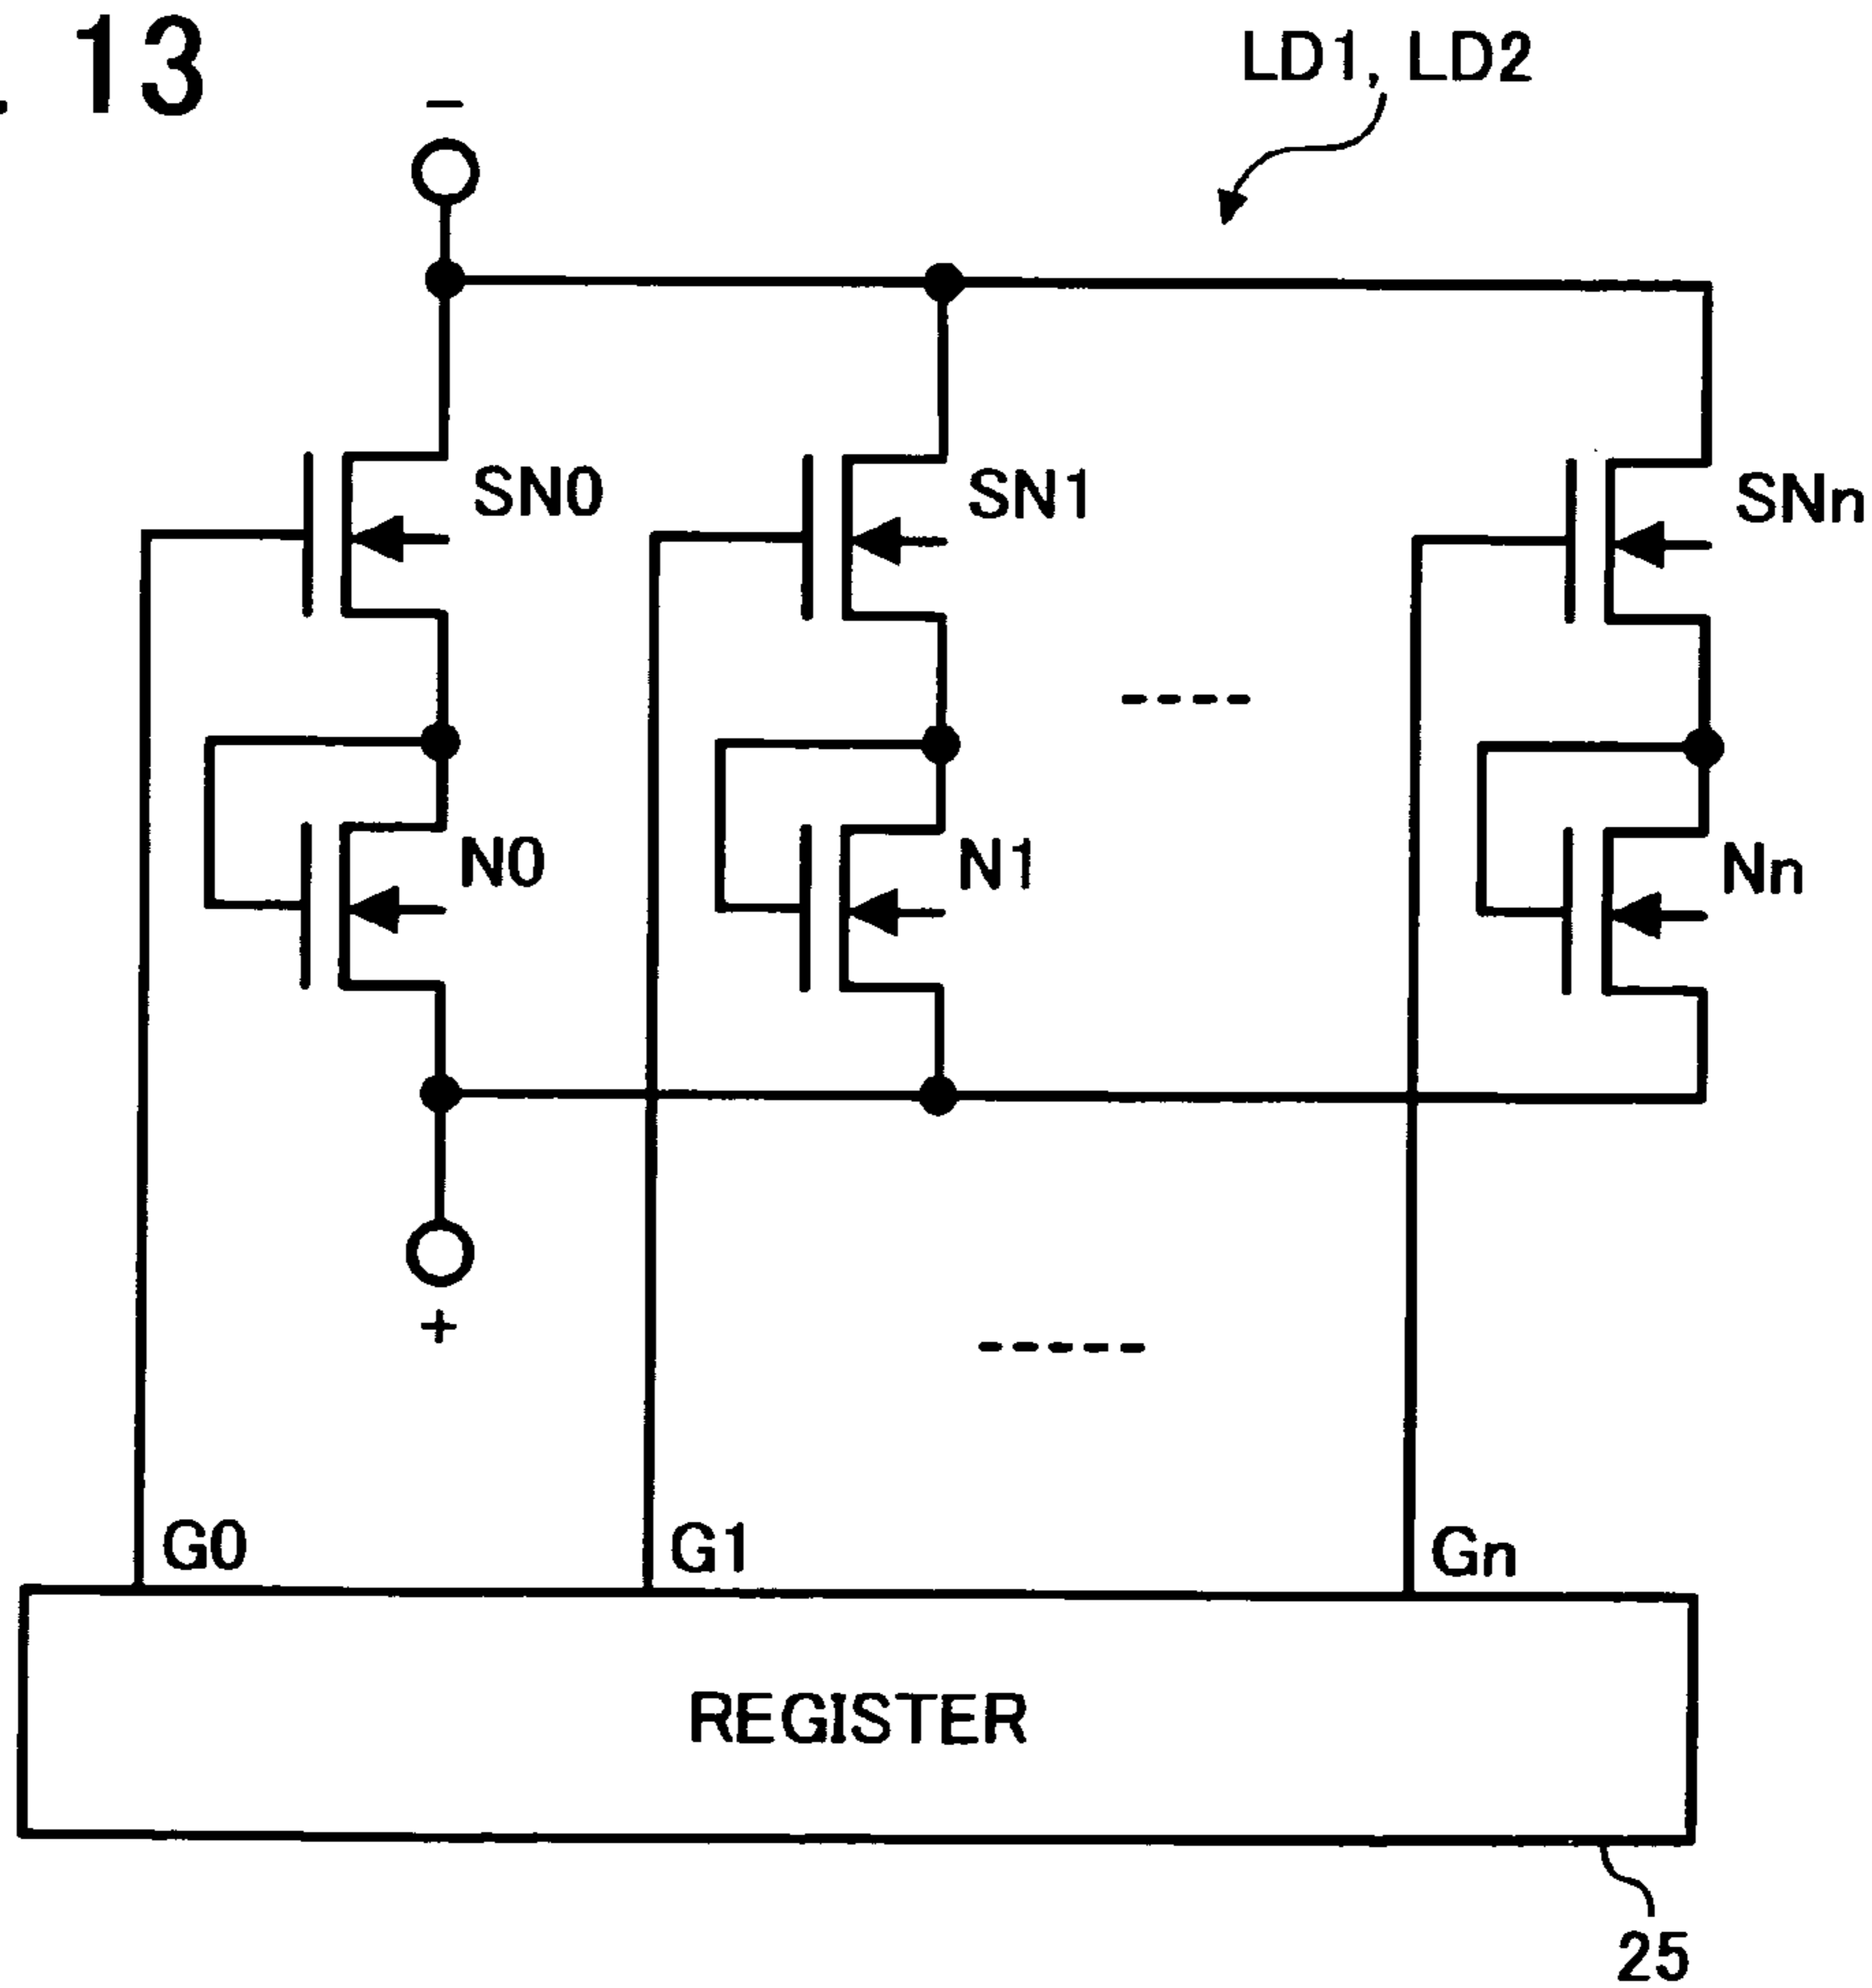 . 13
LD1, LD2
−
SN0
SN1
SNn
N0
N1
Nn
+
G0
G1
Gn
REGISTER
25